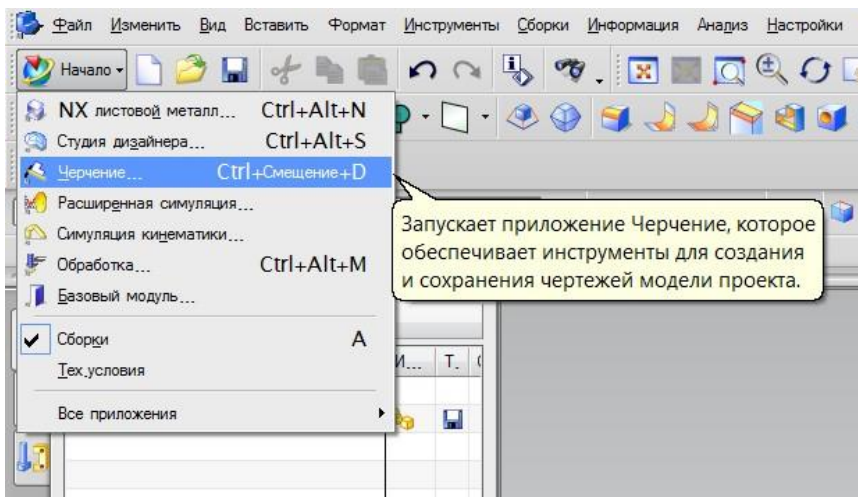 Файл Изменить Вид Вставить Формат Инструменты Сборки Информация Анализ Настройки
Начало
NX листовой металл... Ctrl+Alt+N
Студия дизайнера... Ctrl+Alt+S
Черчение... Ctrl+Смещение+D
Расширенная симуляция...
Симуляция кинематики...
Обработка... Ctrl+Alt+M
Базовый модуль...
Сборки A
Тех.условия
Все приложения
Запускает приложение Черчение, которое
обеспечивает инструменты для создания
и сохранения чертежей модели проекта.
И... Т.